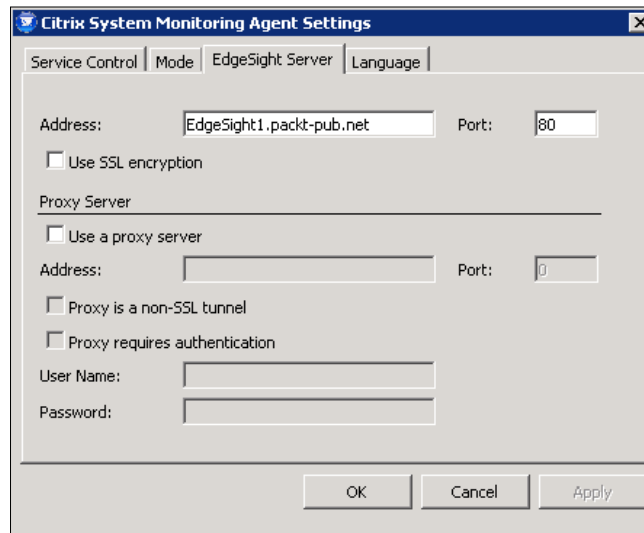 Citrix System Monitoring Agent Settings
Service Control Mode EdgeSight Server Language
Address: EdgeSight1.packt-pub.net Port: 80
Use SSL encryption
Proxy Server
Use a proxy server
Address: Port: 0
Proxy is a non-SSL tunnel
Proxy requires authentication
User Name:
Password:
OK Cancel Apply